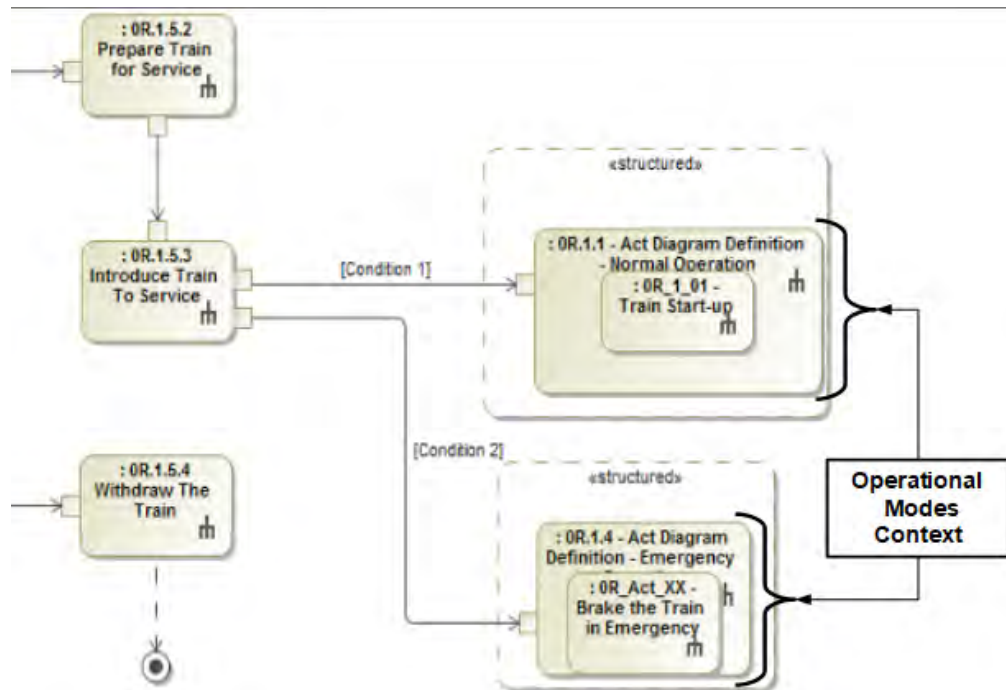 : 0R.1.5.2
Prepare Train
for Service
«structured»
: 0R.1.5.3
Introduce Train
To Service
[Condition 1]
: 0R.1.1 - Act Diagram Definition
- Normal Operation
: 0R_1_01 -
Train Start-up
[Condition 2]
: 0R.1.5.4
Withdraw The
Train
«structured»
: 0R.1.4 - Act Diagram
Definition - Emergency
: 0R_Act_XX -
Brake the Train
in Emergency
Operational
Modes
Context